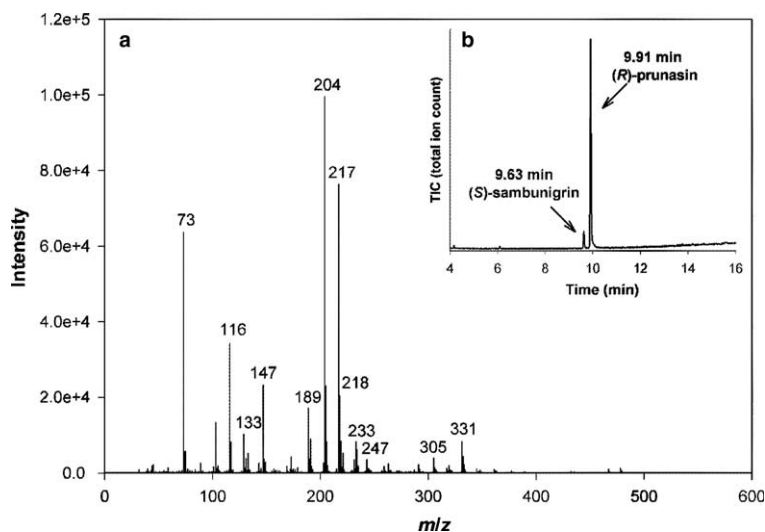 a
1.2e+5
1.0e+5
8.0e+4
6.0e+4
4.0e+4
2.0e+4
0.0
Intensity
73
116
133
147
189
204
217
218
233
247
305
331
0 100 200 300 400 500 600
m/z
b
9.91 min
(R)-prunasin
9.63 min
(S)-sambunigrin
TIC (total ion count)
4 6 8 10 12 14 16
Time (min)